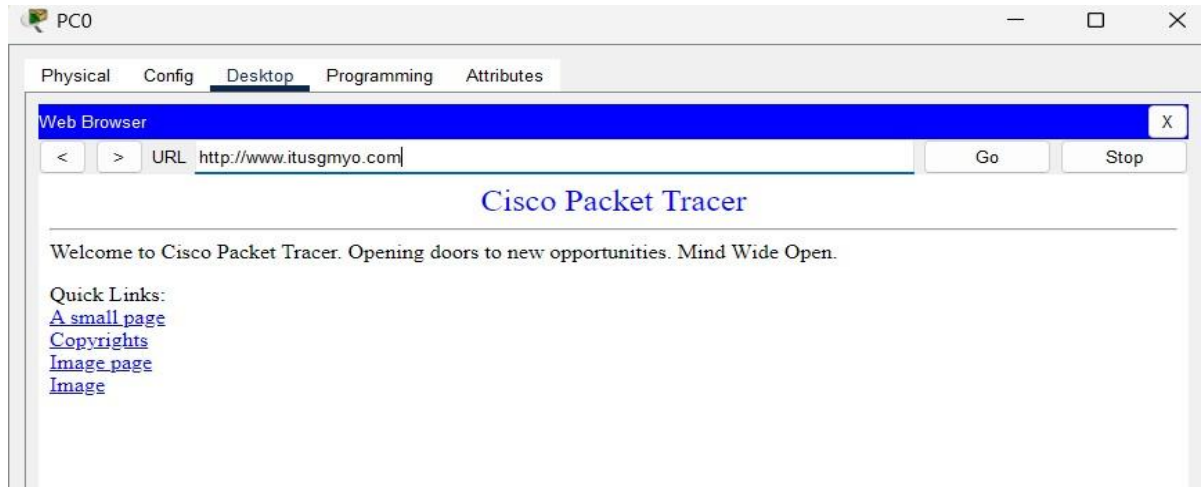 PC0
Physical Config Desktop Programming Attributes
Web Browser X
< > URL http://www.itusgmyo.com Go Stop
Cisco Packet Tracer
Welcome to Cisco Packet Tracer. Opening doors to new opportunities. Mind Wide Open.
Quick Links:
A small page
Copyrights
Image page
Image